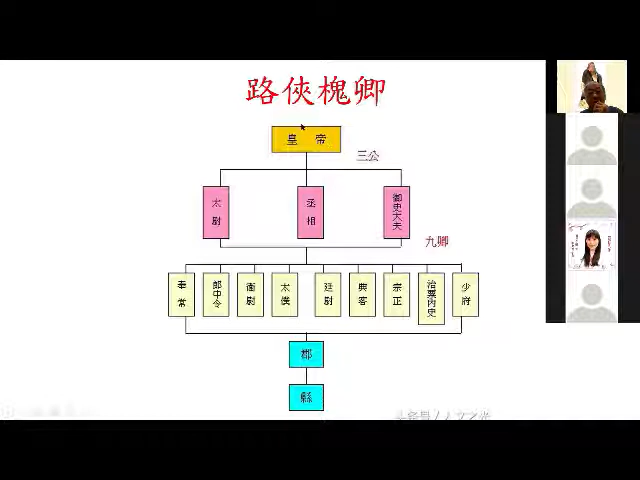 路俠槐卿
皇 帝
三公
太尉
丞相
御史大夫
九卿
奉常
郎中令
衛尉
太僕
廷尉
典客
宗正
治粟內史
少府
郡
縣